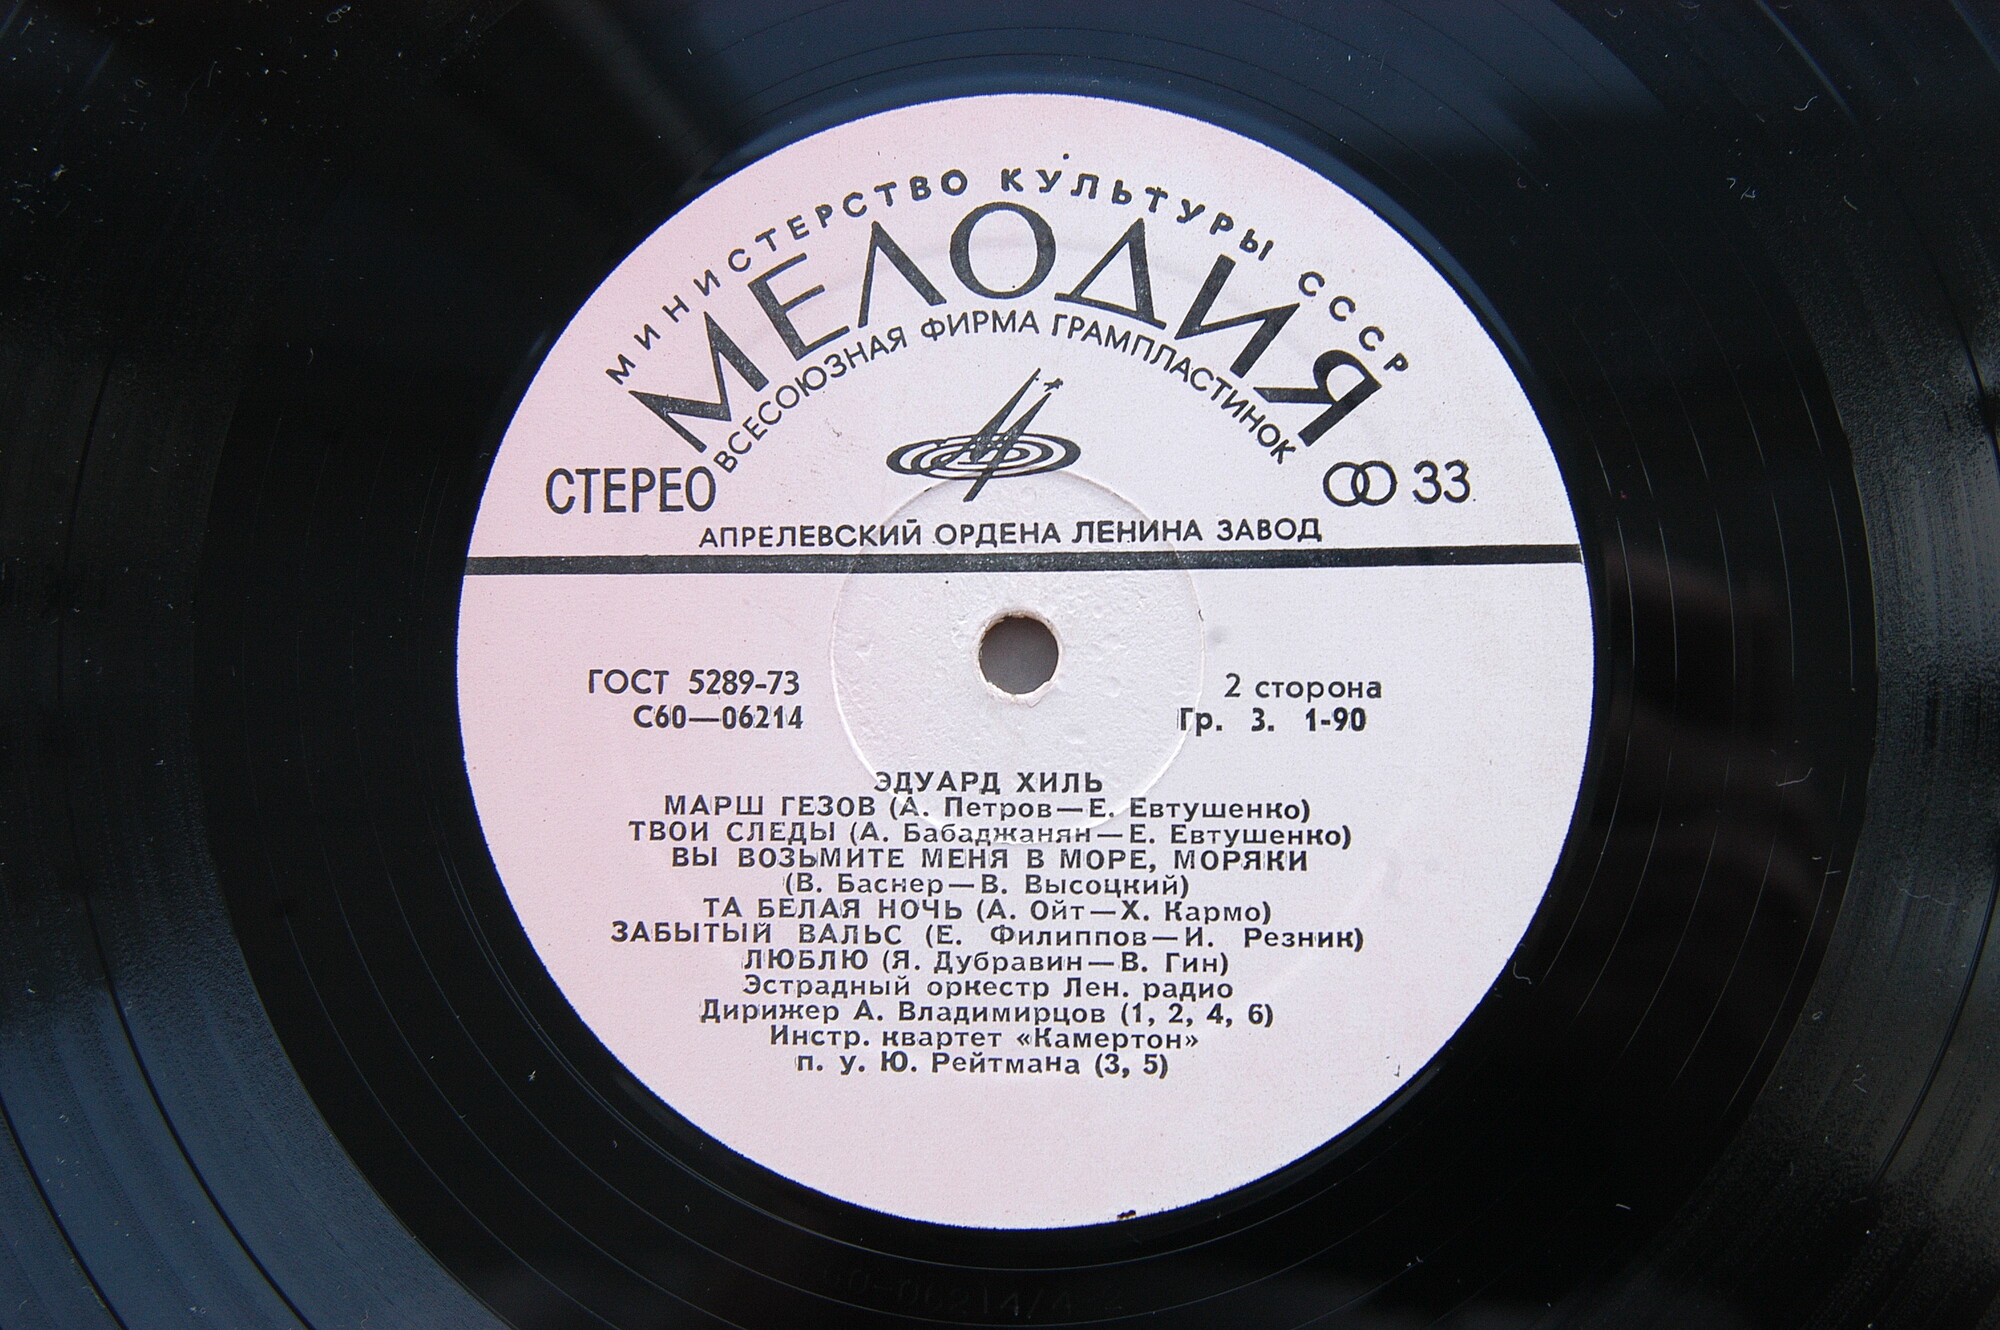 МИНИСТЕРСТВО КУЛЬТУРЫ СССР
МЕЛОДИЯ
ВСЕСОЮЗНАЯ ФИРМА ГРАМПЛАСТИНОК
СТЕРЕО
33
АПРЕЛЕВСКИЙ ОРДЕНА ЛЕНИНА ЗАВОД
ГОСТ 5289-73
С60—06214
2 сторона
Гр. 3. 1-90
ЭДУАРД ХИЛЬ
МАРШ ГЕЗОВ (А. Петров—Е. Евтушенко)
ТВОИ СЛЕДЫ (А. Бабаджанян—Е. Евтушенко)
ВЫ ВОЗЬМИТЕ МЕНЯ В МОРЕ, МОРЯКИ
(В. Баснер—В. Высоцкий)
ТА БЕЛАЯ НОЧЬ (А. Ойт—Х. Кармо)
ЗАБЫТЫЙ ВАЛЬС (Е. Филиппов—И. Резник)
ЛЮБЛЮ (Я. Дубравин—В. Гин)
Эстрадный оркестр Лен. радио
Дирижер А. Владимирцов (1, 2, 4, 6)
Инстр. квартет «Камертон»
п. у. Ю. Рейтмана (3, 5)